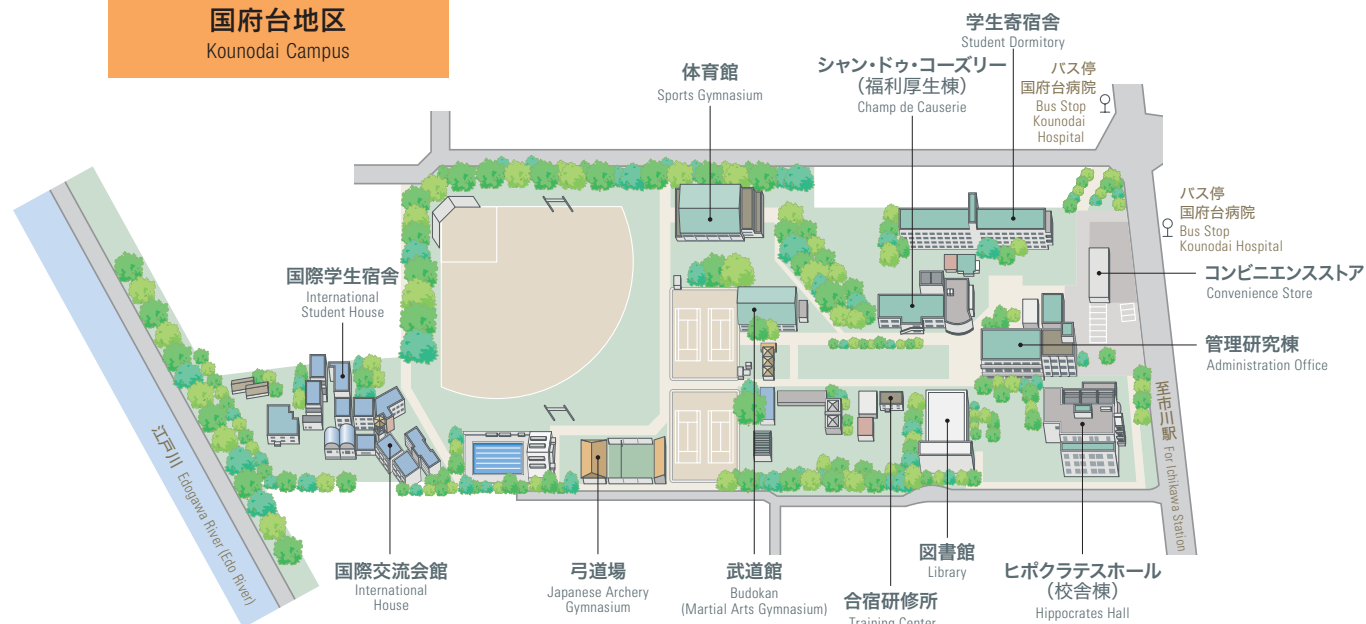 国府台地区
Kounodai Campus
体育館
Sports Gymnasium
シャン・ドゥ・コーズリー
(福利厚生棟)
Champ de Causerie
学生寄宿舎
Student Dormitory
バス停
国府台病院
Bus Stop
Kounodai
Hospital
バス停
国府台病院
Bus Stop
Kounodai Hospital
コンビニエンスストア
Convenience Store
管理研究棟
Administration Office
至市川駅 For Ichikawa Station
国際学生宿舎
International
Student House
江戸川 Edogawa River (Edo River)
国際交流会館
International
House
弓道場
Japanese Archery
Gymnasium
武道館
Budokan
(Martial Arts Gymnasium)
合宿研修所
Training Center
図書館
Library
ヒポクラテスホール
(校舎棟)
Hippocrates Hall